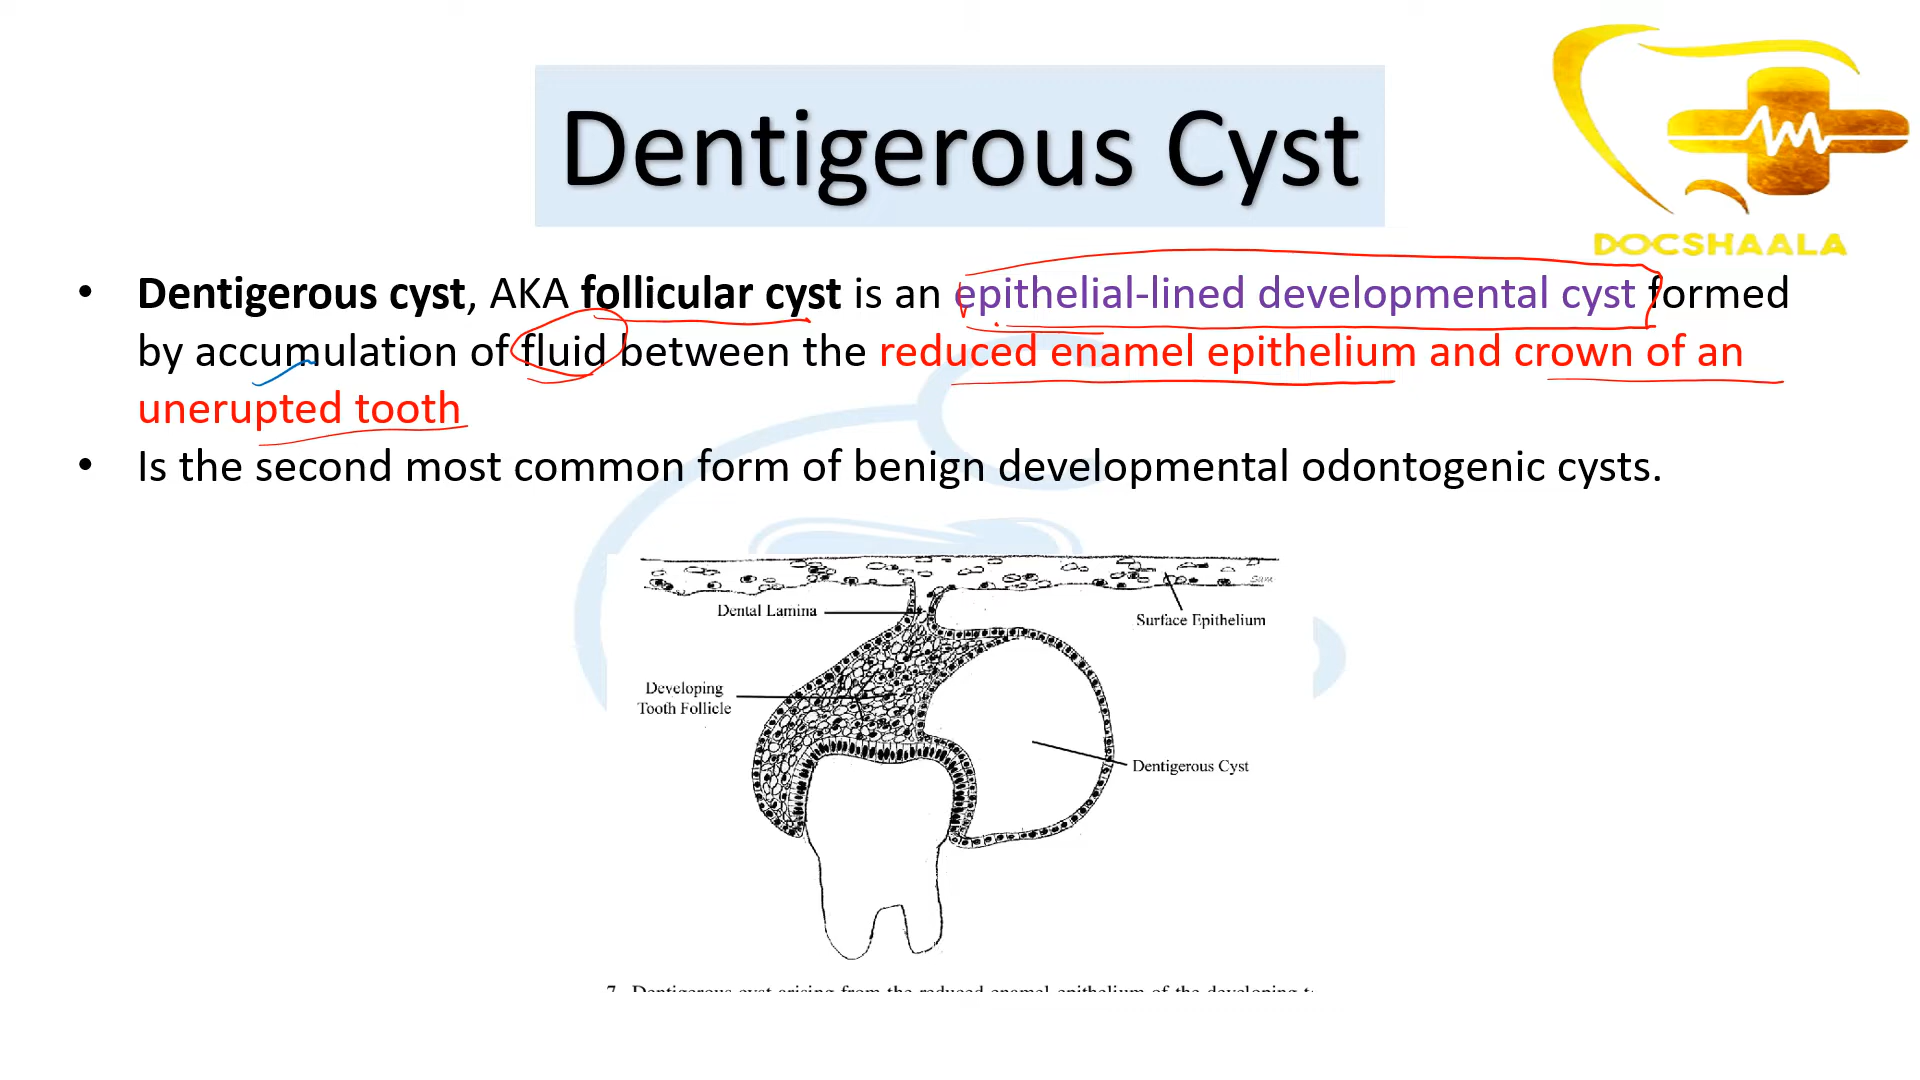 Dentigerous Cyst
DOCSHAALA
• Dentigerous cyst, AKA follicular cyst is an epithelial-lined developmental cyst formed
by accumulation of fluid between the reduced enamel epithelium and crown of an
unerupted tooth
• Is the second most common form of benign developmental odontogenic cysts.
Dental Lamina
Surface Epithelium
Developing
Tooth Follicle
Dentigerous Cyst
7. Dentigerous cyst arising from the reduced enamel epithelium of the developing